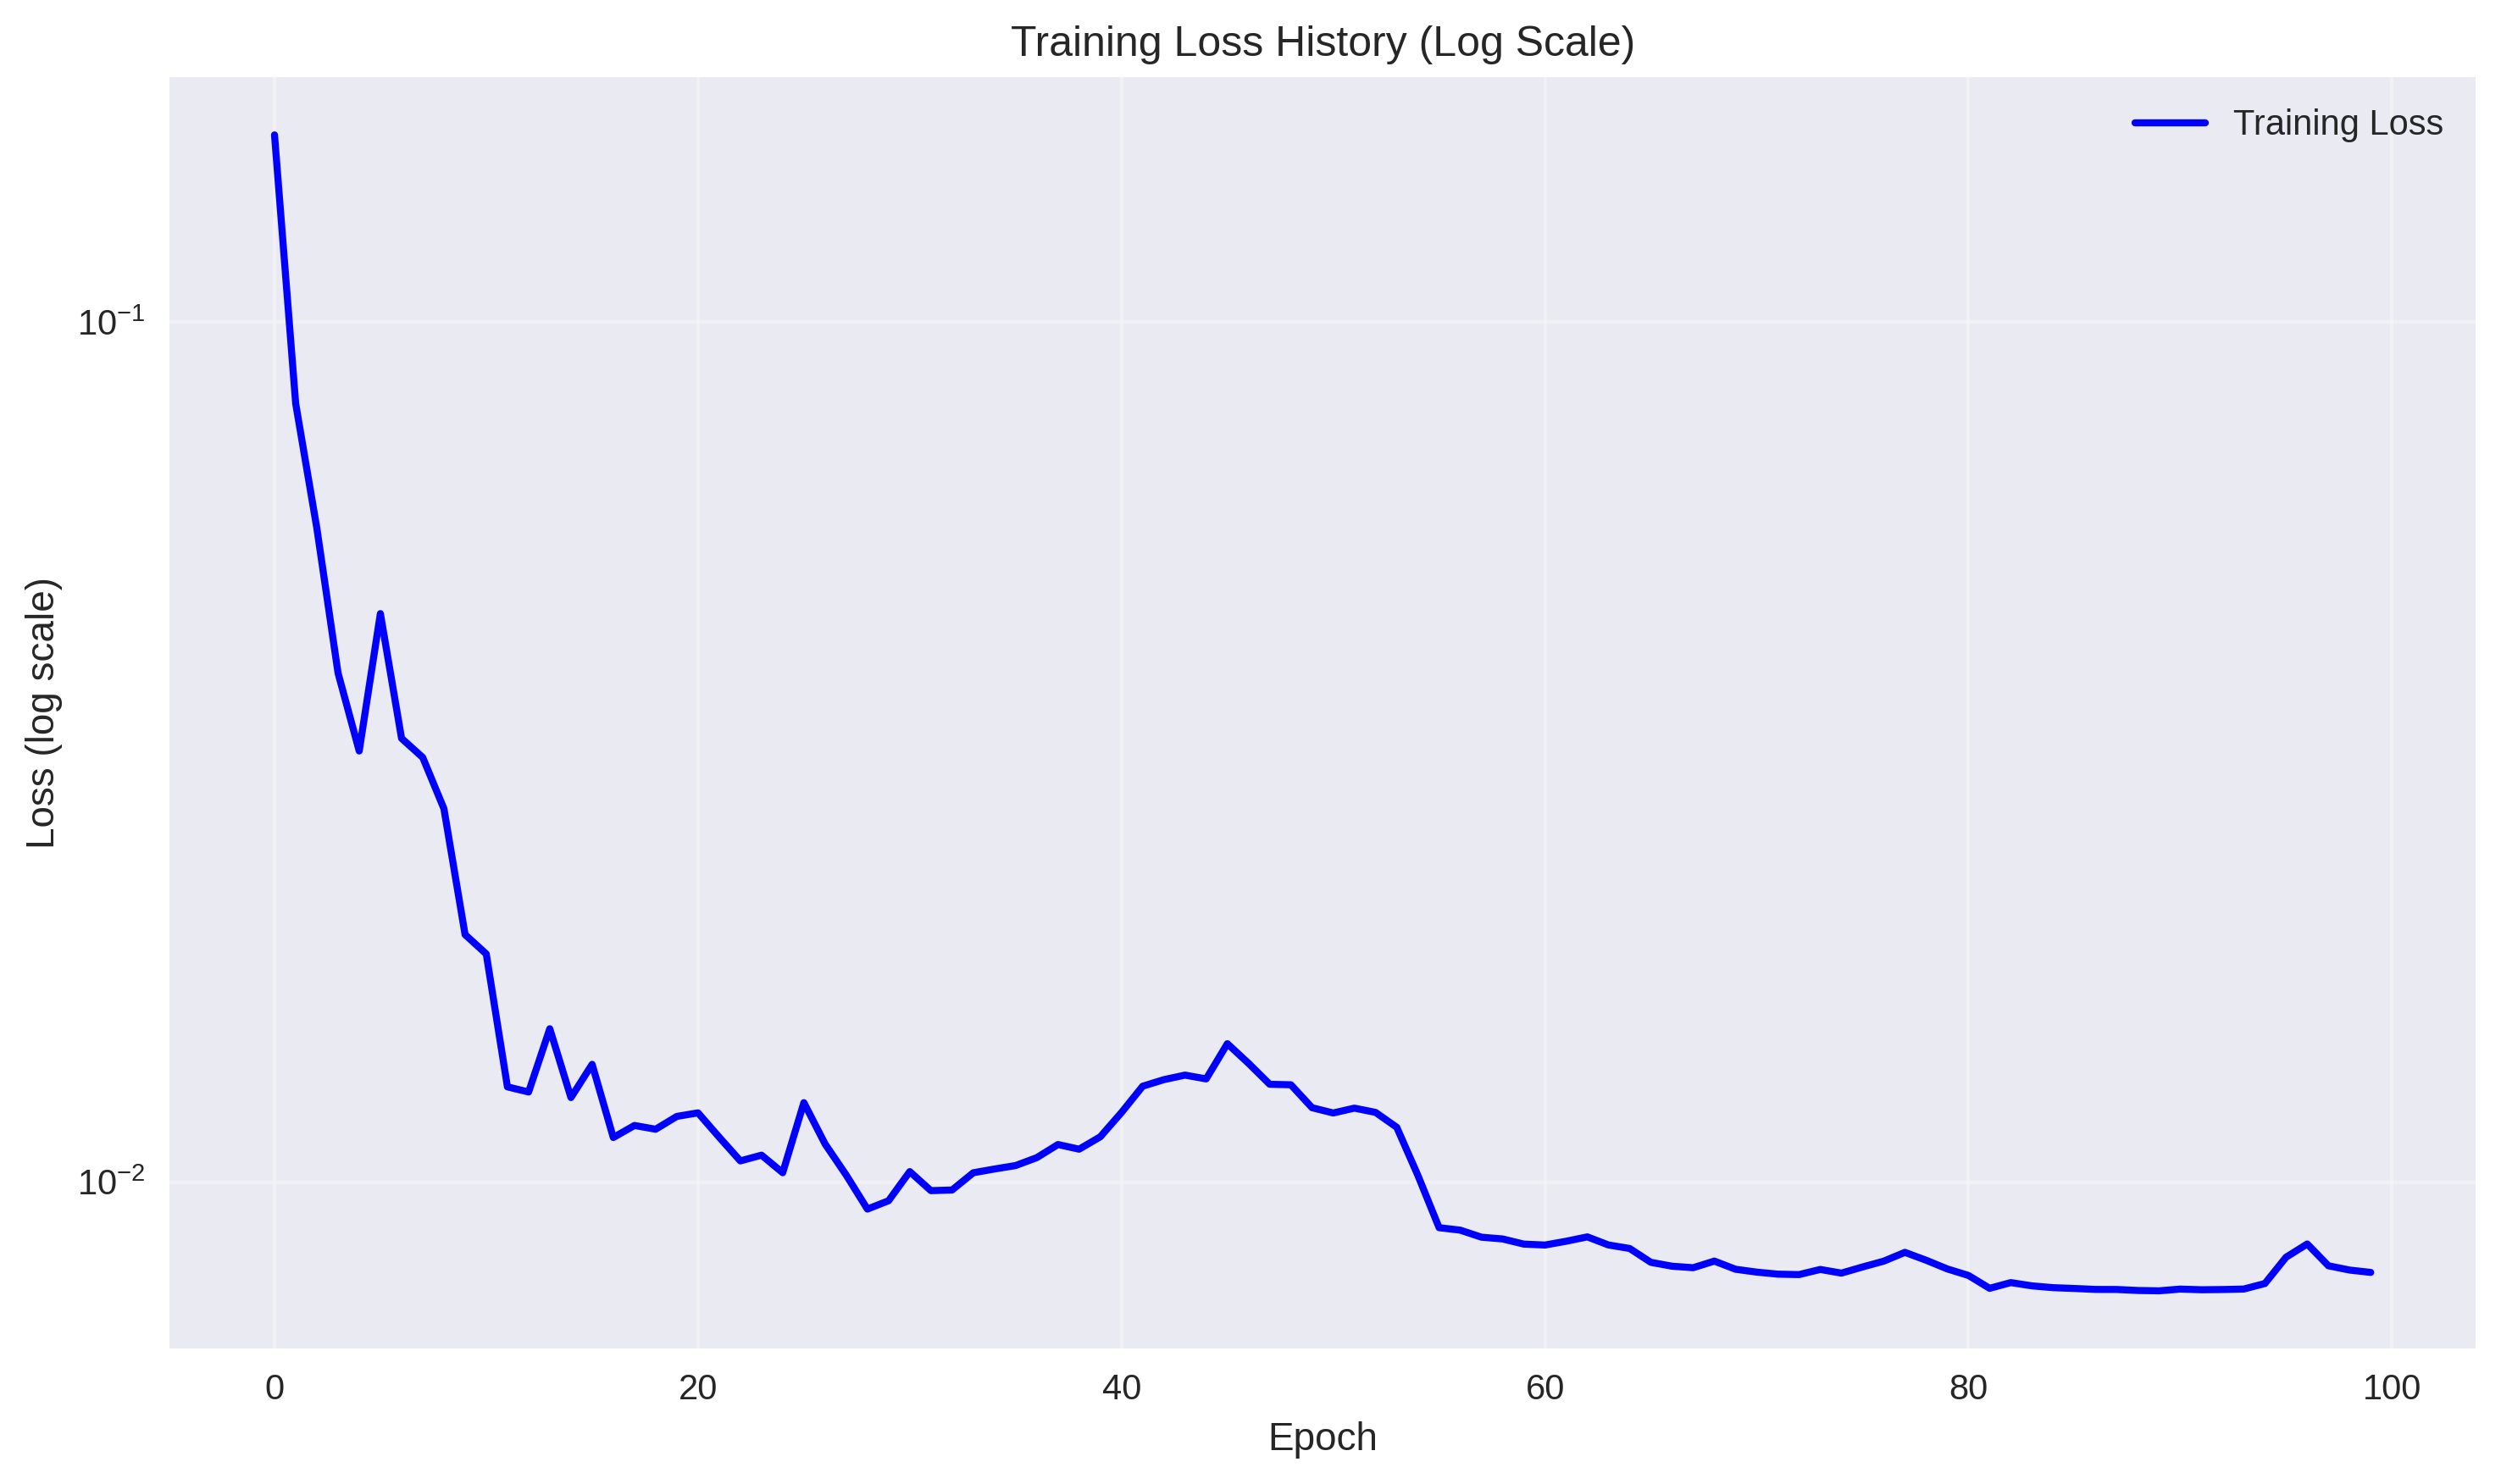 Training Loss History (Log Scale)
Training Loss
10⁻¹
10⁻²
Loss (log scale)
0 20 40 60 80 100
Epoch